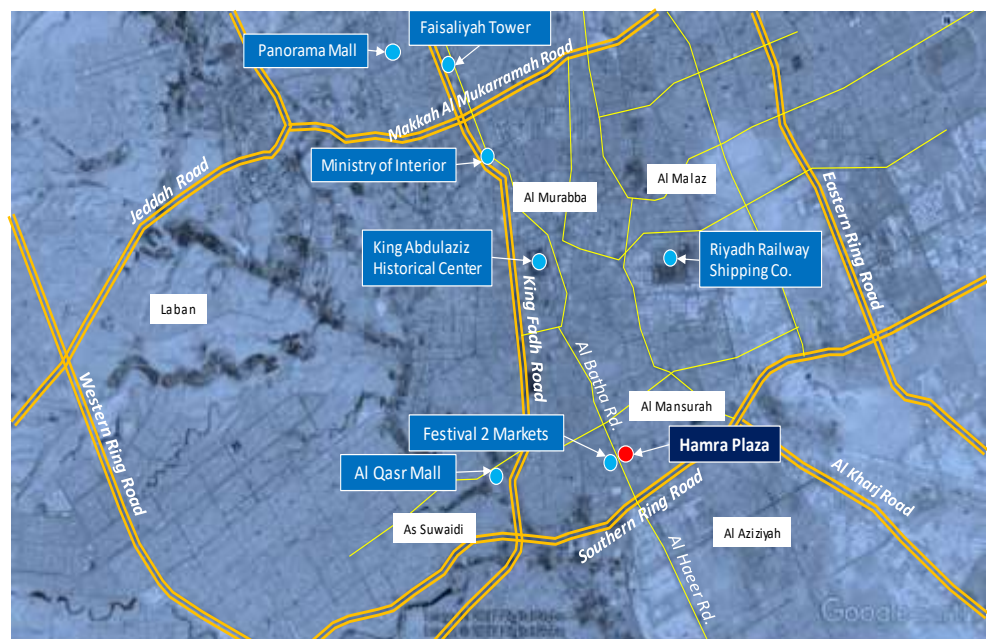 Faisaliyah Tower
Panorama Mall
Makkah Al Mukarramah Road
Ministry of Interior
Al Malaz
Al Murabba
Jeddah Road
Eastern Ring Road
King Abdulaziz
Historical Center
Riyadh Railway
Shipping Co.
Laban
King Fadh Road
Al Batha Rd.
Western Ring Road
Al Mansurah
Festival 2 Markets
Hamra Plaza
Al Qasr Mall
Al Kharj Road
As Suwaidi
Southern Ring Road
Al Aziziyah
Al Haeer Rd.
Google